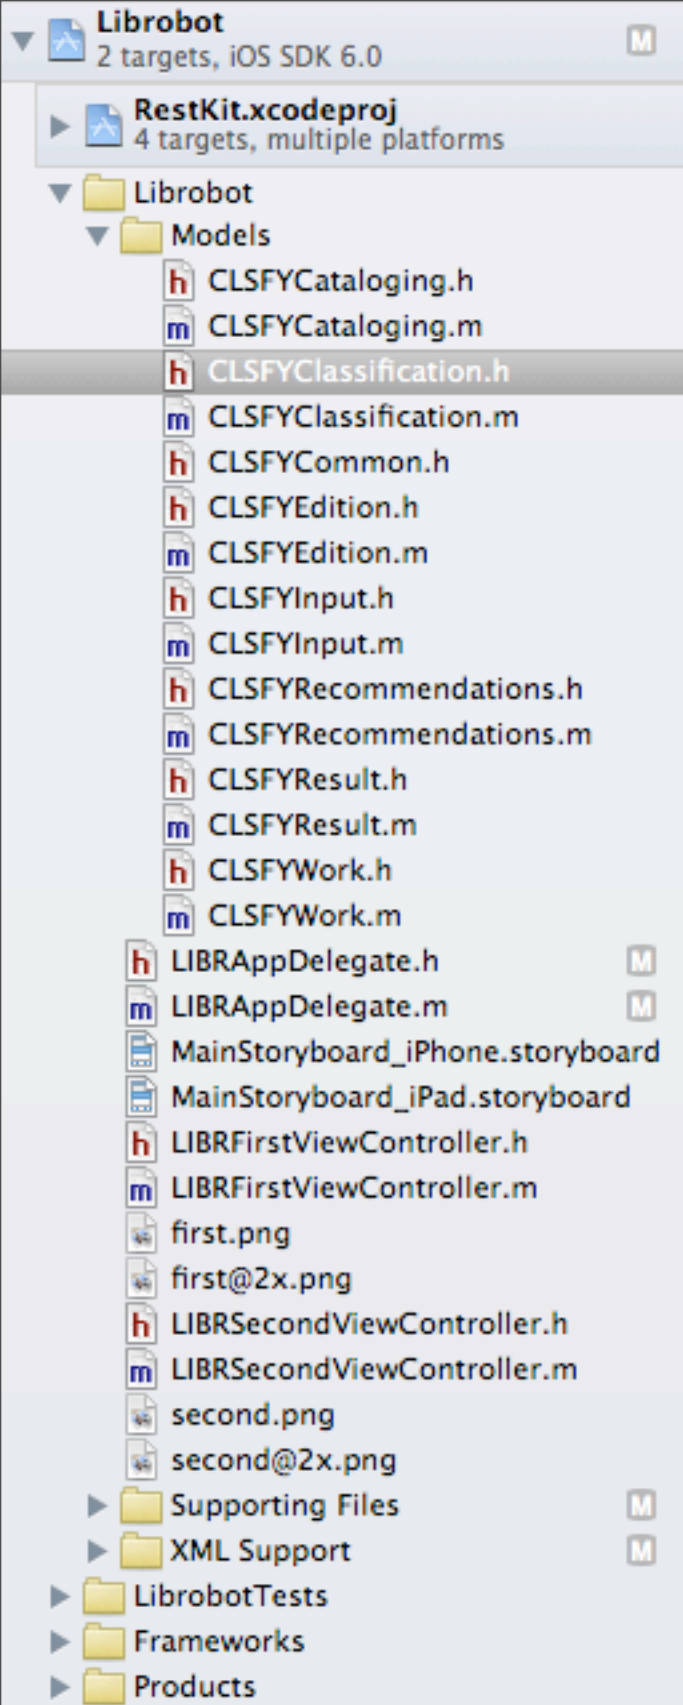 Librobot
2 targets, iOS SDK 6.0 M
RestKit.xcodeproj
4 targets, multiple platforms
Librobot
Models
h CLSFYCataloging.h
m CLSFYCataloging.m
h CLSFYClassification.h
m CLSFYClassification.m
h CLSFYCommon.h
h CLSFYEdition.h
m CLSFYEdition.m
h CLSFYInput.h
m CLSFYInput.m
h CLSFYRecommendations.h
m CLSFYRecommendations.m
h CLSFYResult.h
m CLSFYResult.m
h CLSFYWork.h
m CLSFYWork.m
h LIBRAppDelegate.h M
m LIBRAppDelegate.m M
MainStoryboard_iPhone.storyboard
MainStoryboard_iPad.storyboard
h LIBRFirstViewController.h
m LIBRFirstViewController.m
first.png
first@2x.png
h LIBRSecondViewController.h
m LIBRSecondViewController.m
second.png
second@2x.png
Supporting Files M
XML Support M
LibrobotTests
Frameworks
Products